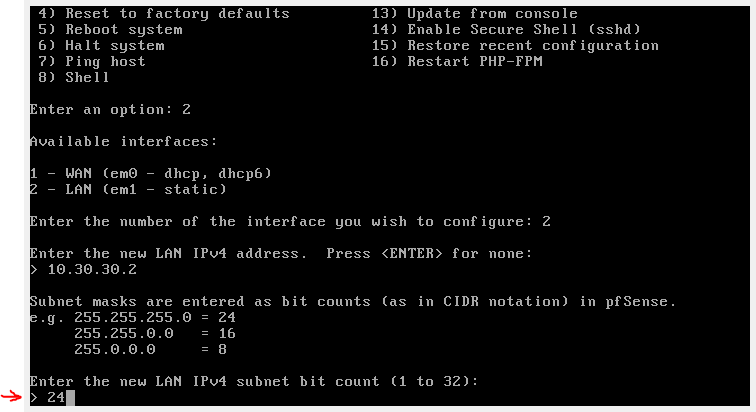 4) Reset to factory defaults 13) Update from console
5) Reboot system 14) Enable Secure Shell (sshd)
6) Halt system 15) Restore recent configuration
7) Ping host 16) Restart PHP-FPM
8) Shell
Enter an option: 2
Available interfaces:
1 - WAN (em0 - dhcp, dhcp6)
2 - LAN (em1 - static)
Enter the number of the interface you wish to configure: 2
Enter the new LAN IPv4 address. Press <ENTER> for none:
> 10.30.30.2
Subnet masks are entered as bit counts (as in CIDR notation) in pfSense.
e.g. 255.255.255.0 = 24
255.255.0.0 = 16
255.0.0.0 = 8
Enter the new LAN IPv4 subnet bit count (1 to 32):
> 24